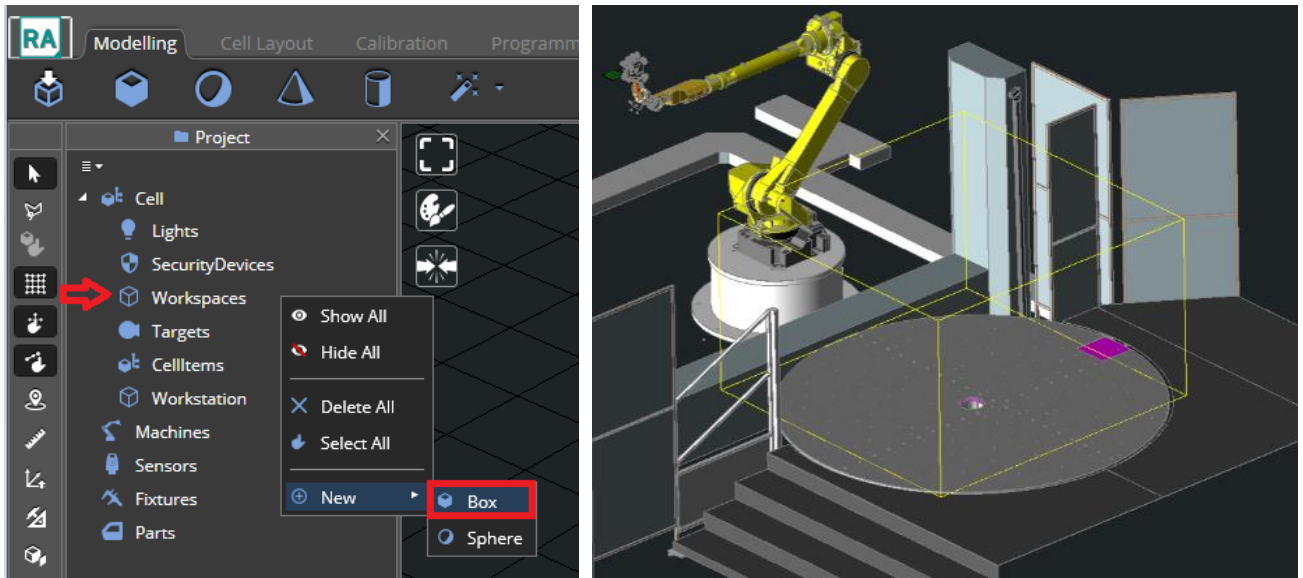 RA
Modelling Cell Layout Calibration Programm
Project
Cell
Lights
SecurityDevices
Workspaces
Targets
CellItems
Workstation
Machines
Sensors
Fixtures
Parts
Show All
Hide All
Delete All
Select All
New
Box
Sphere